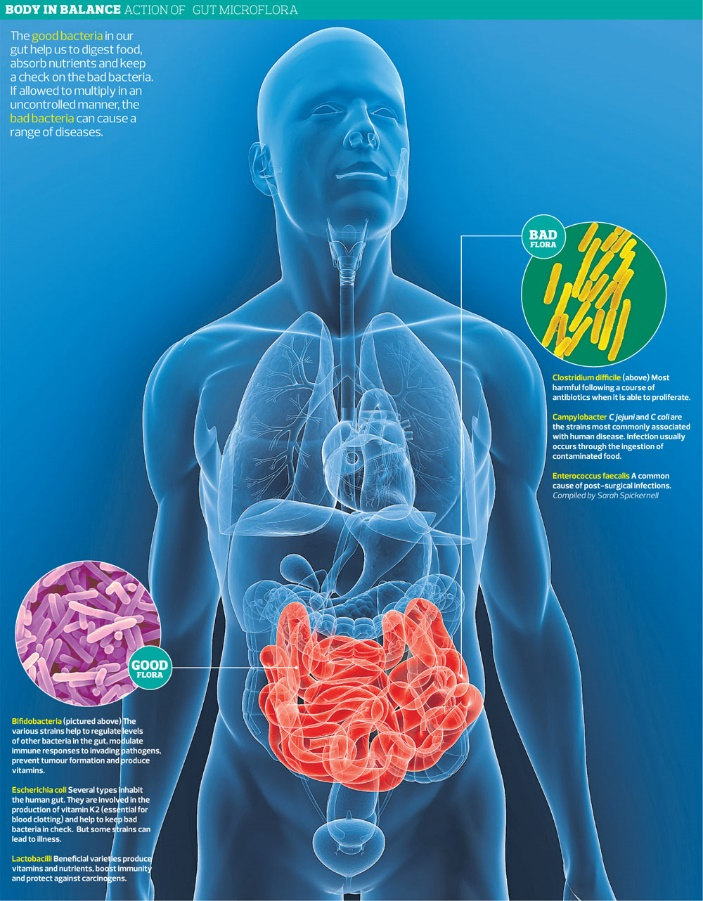 BODY IN BALANCE ACTION OF GUT MICROFLORA
The good bacteria in our
gut help us to digest food,
absorb nutrients and keep
a check on the bad bacteria.
If allowed to multiply in an
uncontrolled manner, the
bad bacteria can cause a
range of diseases.
BAD
FLORA
Clostridium difficile (above) Most
harmful following a course of
antibiotics when it is able to proliferate.
Campylobacter C jejuni and C coli are
the strains most commonly associated
with human disease. Infection usually
occurs through the ingestion of
contaminated food.
Enterococcus faecalis A common
cause of post-surgical infections.
Compiled by Sarah Spickernell
GOOD
FLORA
Bifidobacteria (pictured above) The
various strains help to regulate levels
of other bacteria in the gut, modulate
immune responses to invading pathogens,
prevent tumour formation and produce
vitamins.
Escherichia coli Several types inhabit
the human gut. They are involved in the
production of vitamin K2 (essential for
blood clotting) and help to keep bad
bacteria in check. But some strains can
lead to illness.
Lactobacilli Beneficial varieties produce
vitamins and nutrients, boost immunity
and protect against carcinogens.